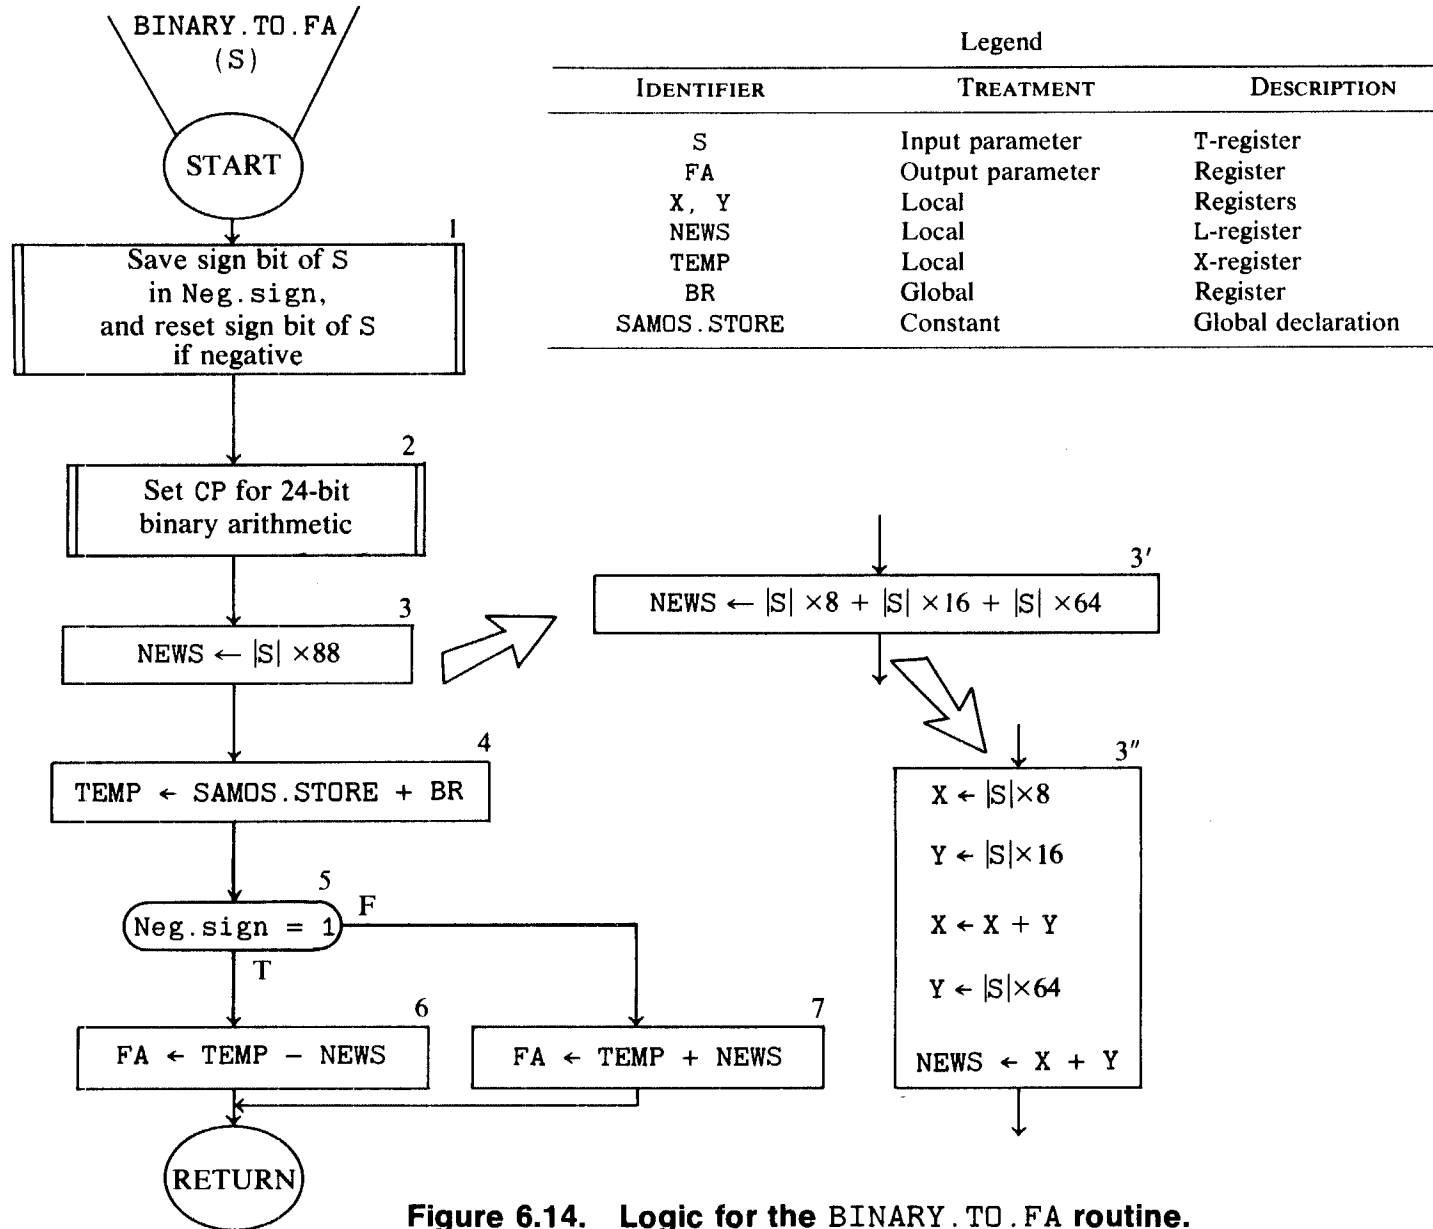 BINARY.TO.FA
(S)
START
Legend
IDENTIFIER TREATMENT DESCRIPTION
S Input parameter T-register
FA Output parameter Register
X, Y Local Registers
NEWS Local L-register
TEMP Local X-register
BR Global Register
SAMOS.STORE Constant Global declaration
1
Save sign bit of S
in Neg.sign,
and reset sign bit of S
if negative
2
Set CP for 24-bit
binary arithmetic
3
NEWS ← |S| ×88
3′
NEWS ← |S| ×8 + |S| ×16 + |S| ×64
4
TEMP ← SAMOS.STORE + BR
3″
X ← |S|×8
Y ← |S|×16
X ← X + Y
Y ← |S|×64
NEWS ← X + Y
5
Neg.sign = 1
F
T
6
FA ← TEMP − NEWS
7
FA ← TEMP + NEWS
RETURN
Figure 6.14. Logic for the BINARY.TO.FA routine.